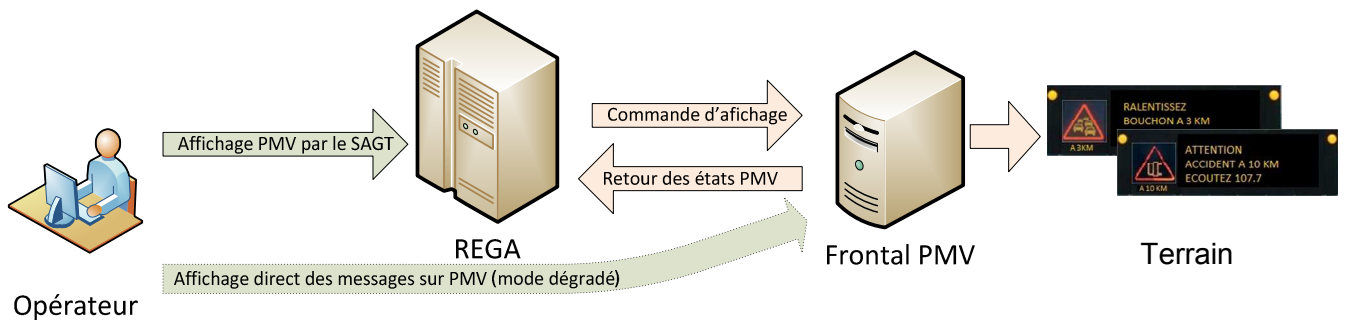 Affichage PMV par le SAGT
Commande d'afichage
Retour des états PMV
Affichage direct des messages sur PMV (mode dégradé)
RALENTISSEZ
BOUCHON A 3 KM
A 3KM
ATTENTION
ACCIDENT A 10 KM
ECOUTEZ 107.7
A 10 KM
Opérateur
REGA
Frontal PMV
Terrain